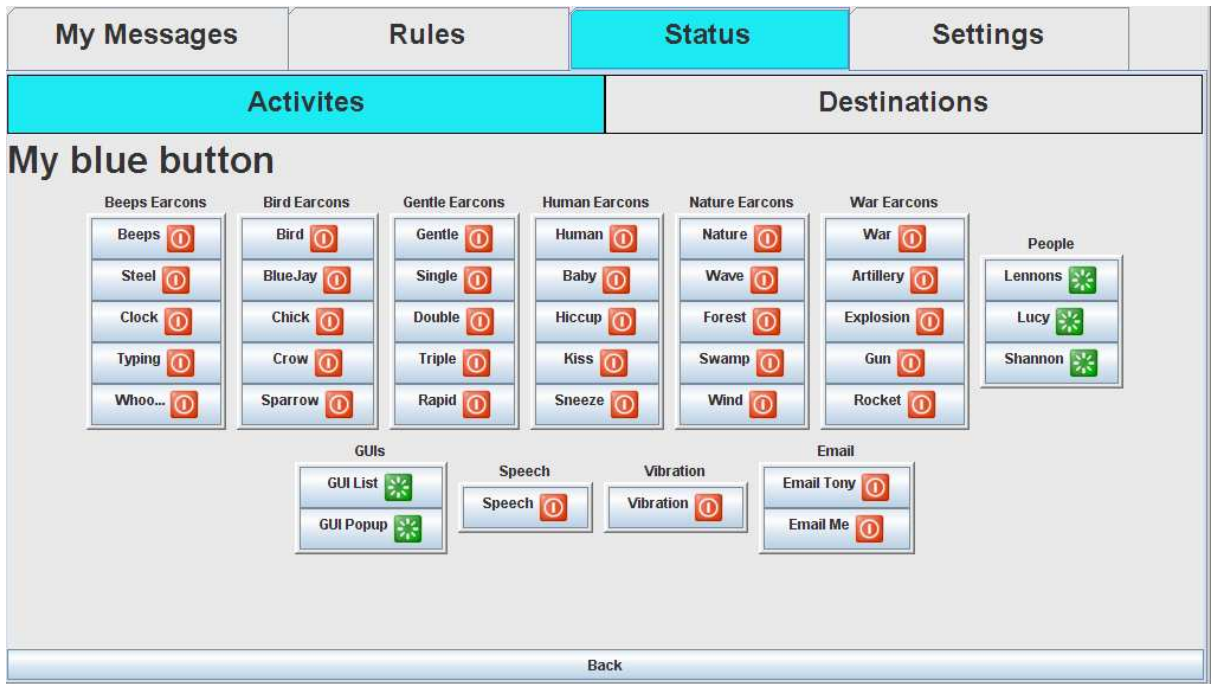 My Messages Rules Status Settings
Activites Destinations
My blue button
Beeps Earcons Bird Earcons Gentle Earcons Human Earcons Nature Earcons War Earcons
Beeps Bird Gentle Human Nature War
People
Steel BlueJay Single Baby Wave Artillery Lennons
Clock Chick Double Hiccup Forest Explosion Lucy
Typing Crow Triple Kiss Swamp Gun Shannon
Whoo... Sparrow Rapid Sneeze Wind Rocket
GUIs Email
Speech Vibration
GUI List Email Tony
Speech Vibration
GUI Popup Email Me
Back